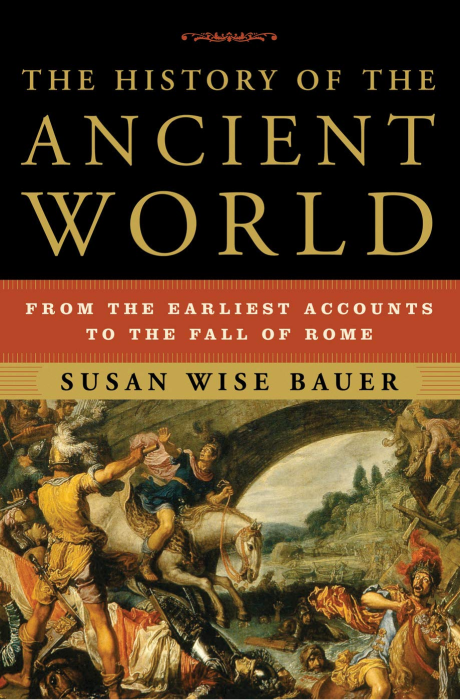 THE HISTORY OF THE
ANCIENT
WORLD
FROM THE EARLIEST ACCOUNTS
TO THE FALL OF ROME
SUSAN WISE BAUER